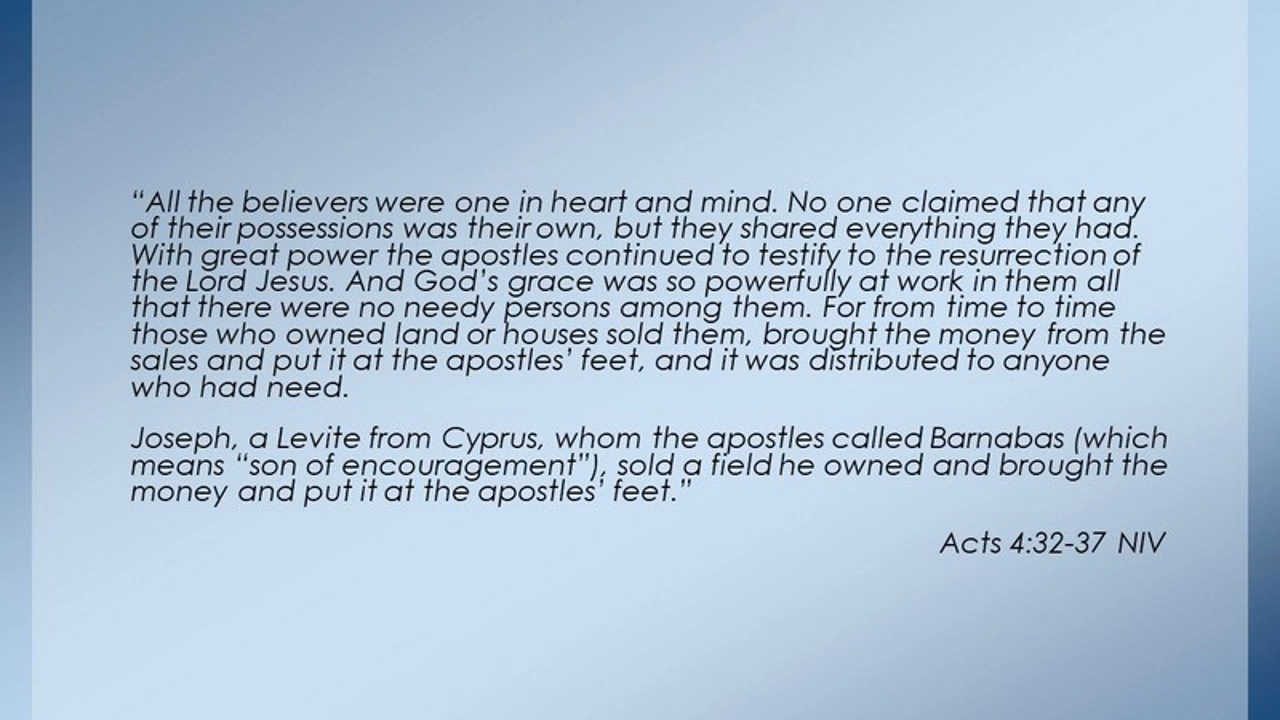 “All the believers were one in heart and mind. No one claimed that any
of their possessions was their own, but they shared everything they had.
With great power the apostles continued to testify to the resurrection of
the Lord Jesus. And God’s grace was so powerfully at work in them all
that there were no needy persons among them. For from time to time
those who owned land or houses sold them, brought the money from the
sales and put it at the apostles’ feet, and it was distributed to anyone
who had need.
Joseph, a Levite from Cyprus, whom the apostles called Barnabas (which
means “son of encouragement”), sold a field he owned and brought the
money and put it at the apostles’ feet.”
Acts 4:32-37 NIV